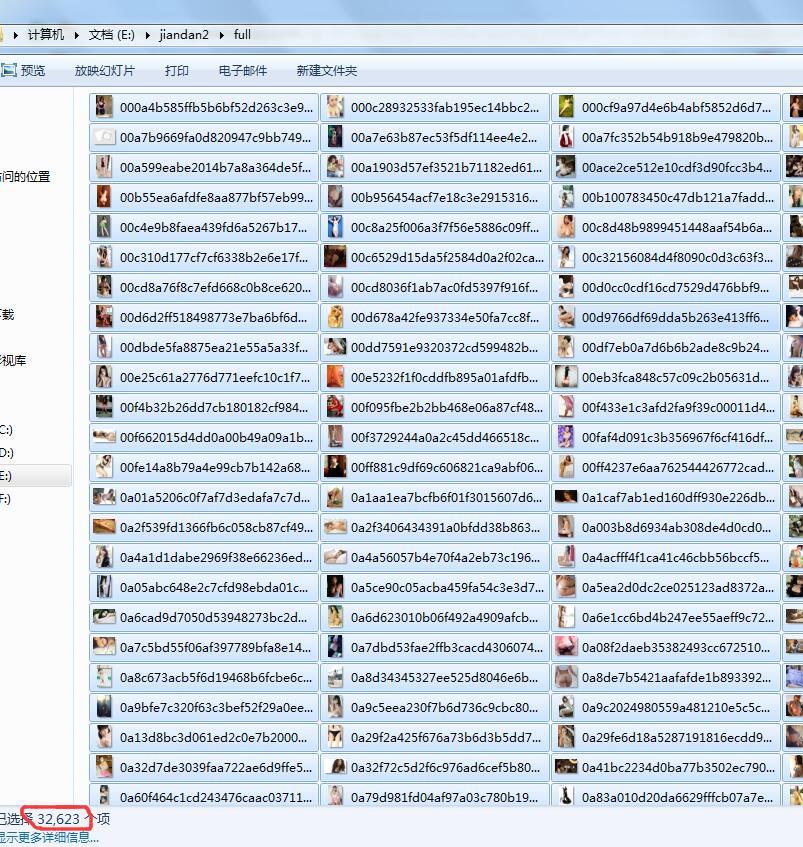 计算机 ▸ 文档 (E:) ▸ jiandan2 ▸ full
预览 放映幻灯片 打印 电子邮件 新建文件夹
000a4b585ffb5b6bf52d263c3e9... 000c28932533fab195ec14bbc2... 000cf9a97d4e6b4abf5852d6d7...
00a7b9669fa0d820947c9bb749... 00a7e63b87ec53f5df114ee4e2... 00a7fc352b54b918b9e479820b...
00a599eabe2014b7a8a364de5f... 00a1903d57ef3521b71182ed61... 00ace2ce512e10cdf3d90fcc3b4...
问的位置
00b55ea6afdfe8aa877bf57eb99... 00b956454acf7e18c3e2915316... 00b100783450c47db121a7fadd...
00c4e9b8faea439fd6a5267b17... 00c8a25f006a3f7f56e5886c09ff... 00c8d48b9899451448aaf54b6a...
00c310d177cf7cf6338b2e6e17f... 00c6529d15da5f2584d0a2f02ca... 00c32156084d4f8090c0d3c63f3...
00cd8a76f8c7efd668c0b8ce620... 00cd8036f1ab7ac0fd5397f916f... 00d0cc0cdf16cd7529d476bbf9...
下载
00d6d2ff518498773e7ba6bf6d... 00d678a42fe937334e50fa7cc8f... 00d9766df69dda5b263e413ff6...
00dbde5fa8875ea21e55a5a33f... 00dd7591e9320372cd599482b... 00df7eb0a7d6b6b2ade8c9b24...
视库
00e25c61a2776d771eefc10c1f7... 00e5232f1f0cddfb895a01afdfb... 00eb3fca848c57c09c2b05631d...
00f4b32b26dd7cb180182cf984... 00f095fbe2b2bb468e06a87cf48... 00f433e1c3afd2fa9f39c00011d4...
C:)
00f662015d4dd0a00b49a09a1b... 00f3729244a0a2c45dd466518c... 00faf4d091c3b356967f6cf416df...
D:)
00fe14a8b79a4e99cb7b142a68... 00ff881c9df69c606821ca9abf06... 00ff4237e6aa762544426772cad...
E:)
0a01a5206c0f7af7d3edafa7c7d... 0a1aa1ea7bcfb6f01f3015607d6... 0a1caf7ab1ed160dff930e226db...
F:)
0a2f539fd1366fb6c058cb87cf49... 0a2f3406434391a0bfdd38b863... 0a003b8d6934ab308de4d0cd0...
0a4a1d1dabe2969f38e66236ed... 0a4a56057b4e70f4a2eb73c196... 0a4acfff4f1ca41c46cbb56bccf5...
0a05abc648e2c7cfd98ebda01c... 0a5ce90c05acba459fa54c3e3d7... 0a5ea2d0dc2ce025123ad8372a...
0a6cad9d7050d53948273bc2d... 0a6d623010b06f492a4909afcb... 0a6e1cc6bd4b247ee55aeff9c72...
0a7c5bd55f06af397789bfa8e14... 0a7dbd53fae2ffb3cacd4306074... 0a08f2daeb35382493cc672510...
0a8c673acb5f6d19468b6fcbe6c... 0a8d34345327ee525d8046e6b... 0a8de7b5421aafafde1b893392...
0a9bfe7c320f63c3bef52f29a0ee... 0a9c5eea230f7b6d736c9cbc80... 0a9c2024980559a481210e5c5c...
0a13d8bc3d061ed2c0e7b2000... 0a29f2a425f676a73b6d3b5dd7... 0a29fe6d18a5287191816ecdd9...
0a32d7de3039faa722ae6d9ffe5... 0a32f72c5d2f6c976ad6cef5b80... 0a41bc2234d0ba77b3502ec790...
0a60f464c1cd243476caac03711... 0a79d981fd04af97a03c780b19... 0a83a010d20da6629fffcb07a7e...
已选择 32,623 个项
显示更多详细信息...